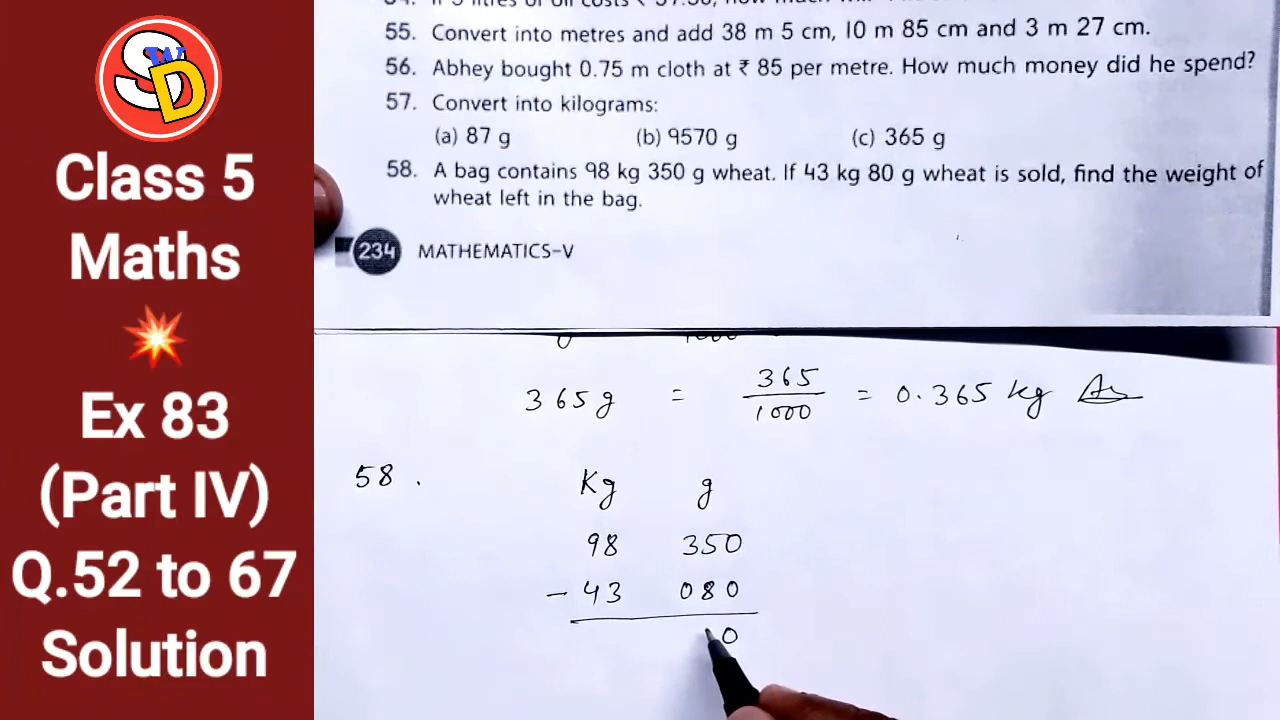 SWD
Class 5
Maths
Ex 83
(Part IV)
Q.52 to 67
Solution
55. Convert into metres and add 38 m 5 cm, 10 m 85 cm and 3 m 27 cm.
56. Abhey bought 0.75 m cloth at ₹ 85 per metre. How much money did he spend?
57. Convert into kilograms:
(a) 87 g (b) 9570 g (c) 365 g
58. A bag contains 98 kg 350 g wheat. If 43 kg 80 g wheat is sold, find the weight of
wheat left in the bag.
234 MATHEMATICS-V
365g = 365/1000 = 0.365 kg
58.
Kg g
98 350
- 43 080
0